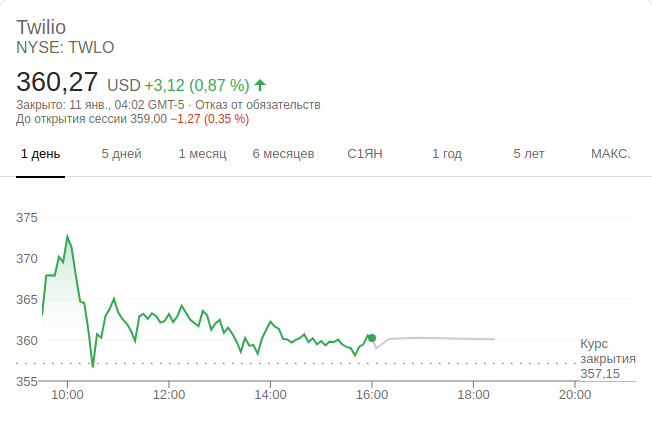 Twilio
NYSE: TWLO
360,27 USD +3,12 (0,87 %)
Закрыто: 11 янв., 04:02 GMT-5 · Отказ от обязательств
До открытия сессии 359,00 −1,27 (0,35 %)
1 день 5 дней 1 месяц 6 месяцев С1ЯН 1 год 5 лет МАКС.
375
370
365
360
Курс
закрытия
357,15
355
10:00 12:00 14:00 16:00 18:00 20:00